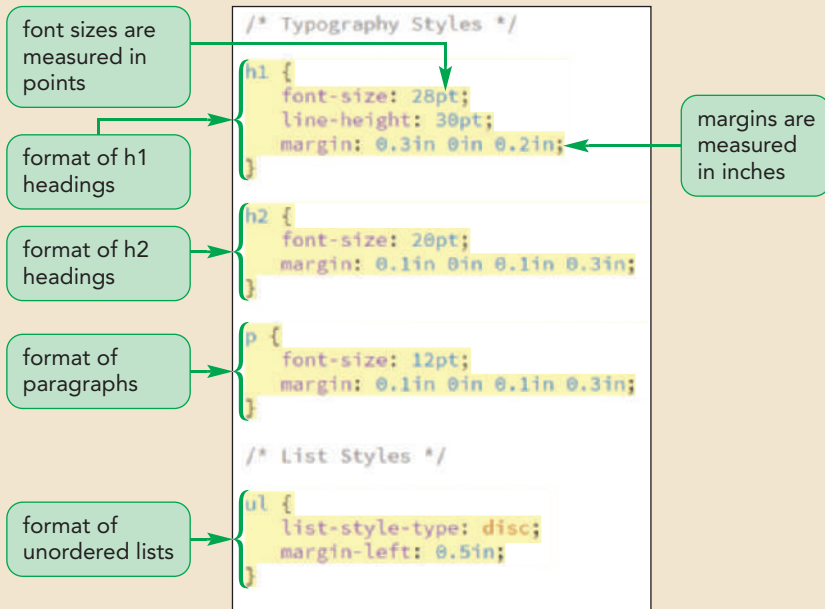 font sizes are
measured in
points
format of h1
headings
format of h2
headings
format of
paragraphs
format of
unordered lists
/* Typography Styles */
h1 {
font-size: 28pt;
line-height: 30pt;
margin: 0.3in 0in 0.2in;
}
h2 {
font-size: 20pt;
margin: 0.1in 0in 0.1in 0.3in;
}
p {
font-size: 12pt;
margin: 0.1in 0in 0.1in 0.3in;
}
/* List Styles */
ul {
list-style-type: disc;
margin-left: 0.5in;
}
margins are
measured
in inches